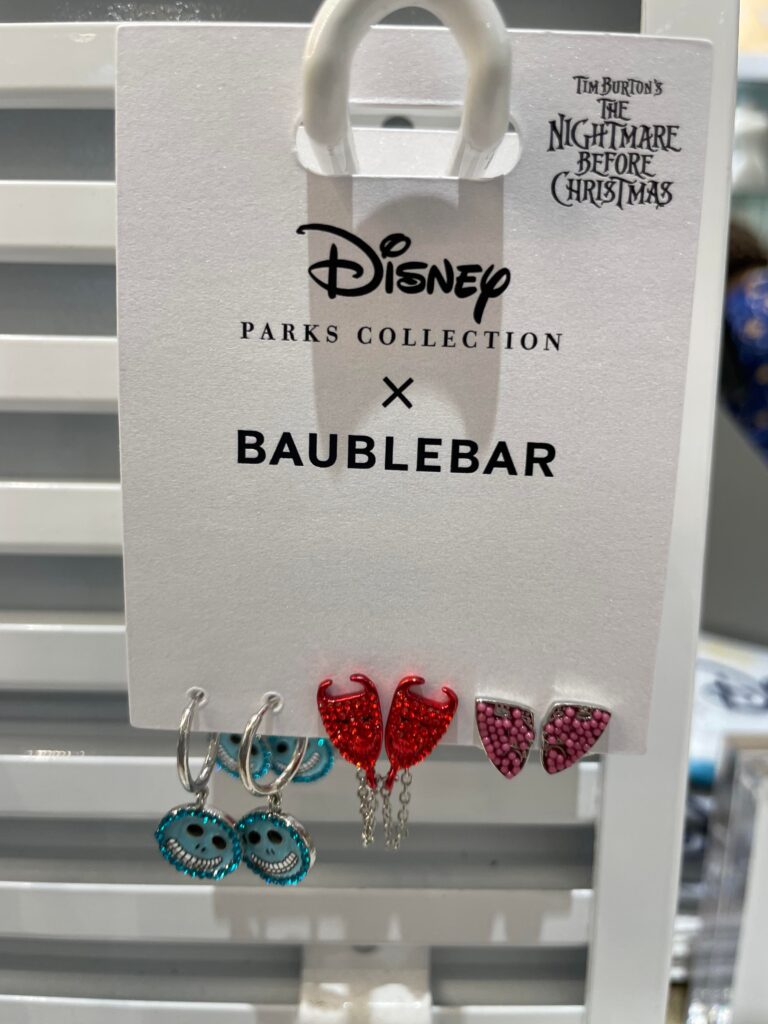 TIM BURTON'S
THE
NIGHTMARE
BEFORE
CHRISTMAS
DISNEY
PARKS COLLECTION
×
BAUBLEBAR